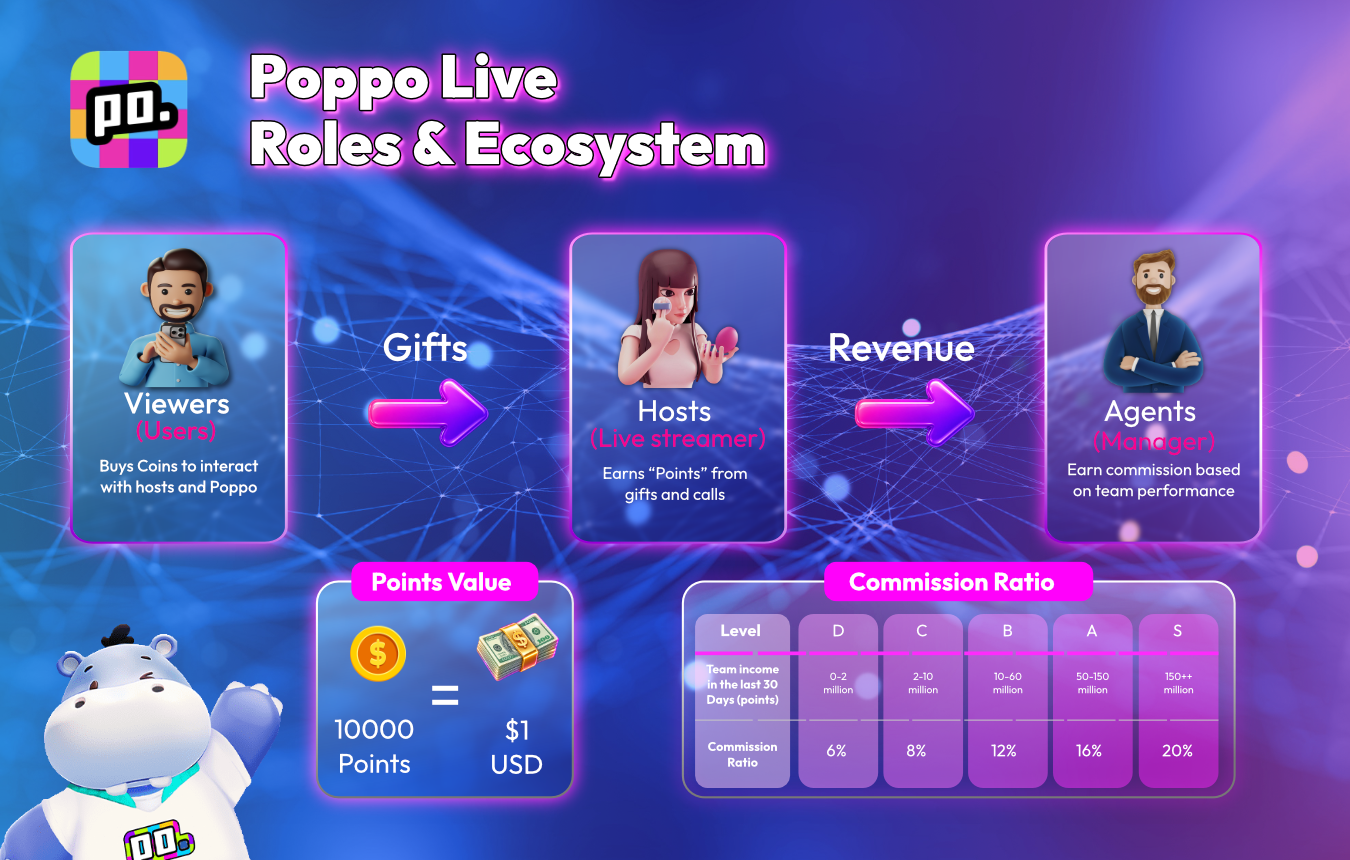 po.
Poppo Live
Roles & Ecosystem
Viewers
(Users)
Buys Coins to interact
with hosts and Poppo
Gifts
Hosts
(Live streamer)
Earns “Points” from
gifts and calls
Revenue
Agents
(Manager)
Earn commission based
on team performance
Points Value
$
$
=
10000
Points
$1
USD
Commission Ratio
Level D C B A S
Team income
in the last 30
Days (points)
0-2
million
2-10
million
10-60
million
50-150
million
150++
million
Commission
Ratio
6% 8% 12% 16% 20%
po.